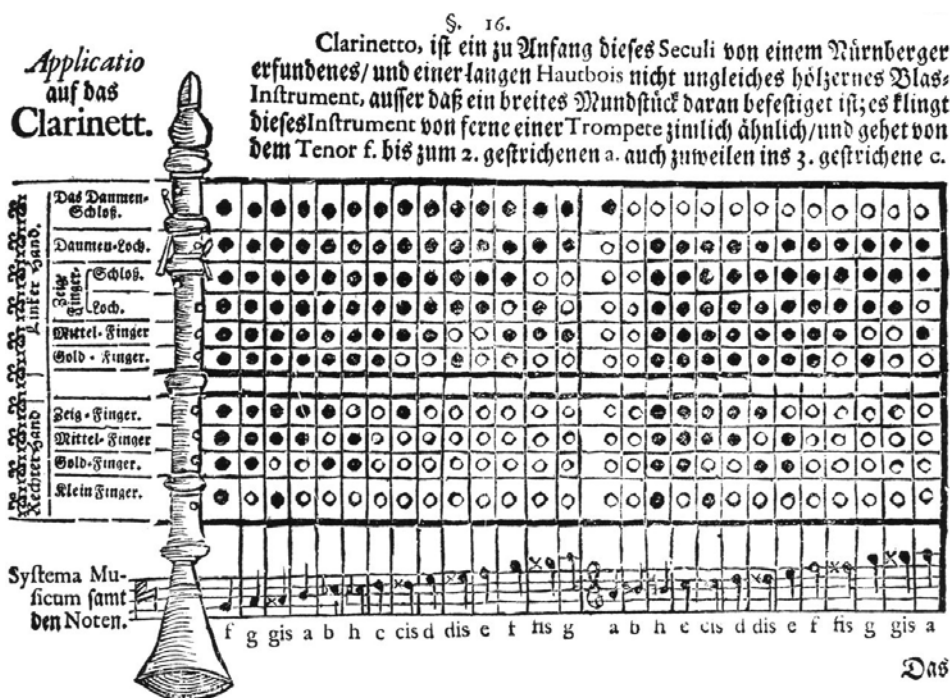 §. 16.
Applicatio
auf das
Clarinett.
Clarinetto, ist ein zu Anfang dieses Seculi von einem Nürnberger
erfundenes/ und einer langen Hautbois nicht ungleiches höltzernes Blas-
Instrument, ausser daß ein breites Mundstück daran befestiget ist; es klingt
dieses Instrument von ferne einer Trompete zimlich ähnlich/ und gehet von
dem Tenor f. bis zum 2. gestrichenen a. auch zuweilen ins 3. gestrichene c.
Lincker Hand.
Das Daumen-
Schloß.
Daumen-Loch.
Zeig
Finger
Schloß.
Loch.
Mittel-Finger
Gold-Finger.
Rechter Hand
Zeig-Finger.
Mittel-Finger
Gold-Finger.
Klein Finger.
Systema Mu-
sicum samt
den Noten.
f g gis a b h c cis d dis e f fis g a b h c cis d dis e f fis g gis a
Das